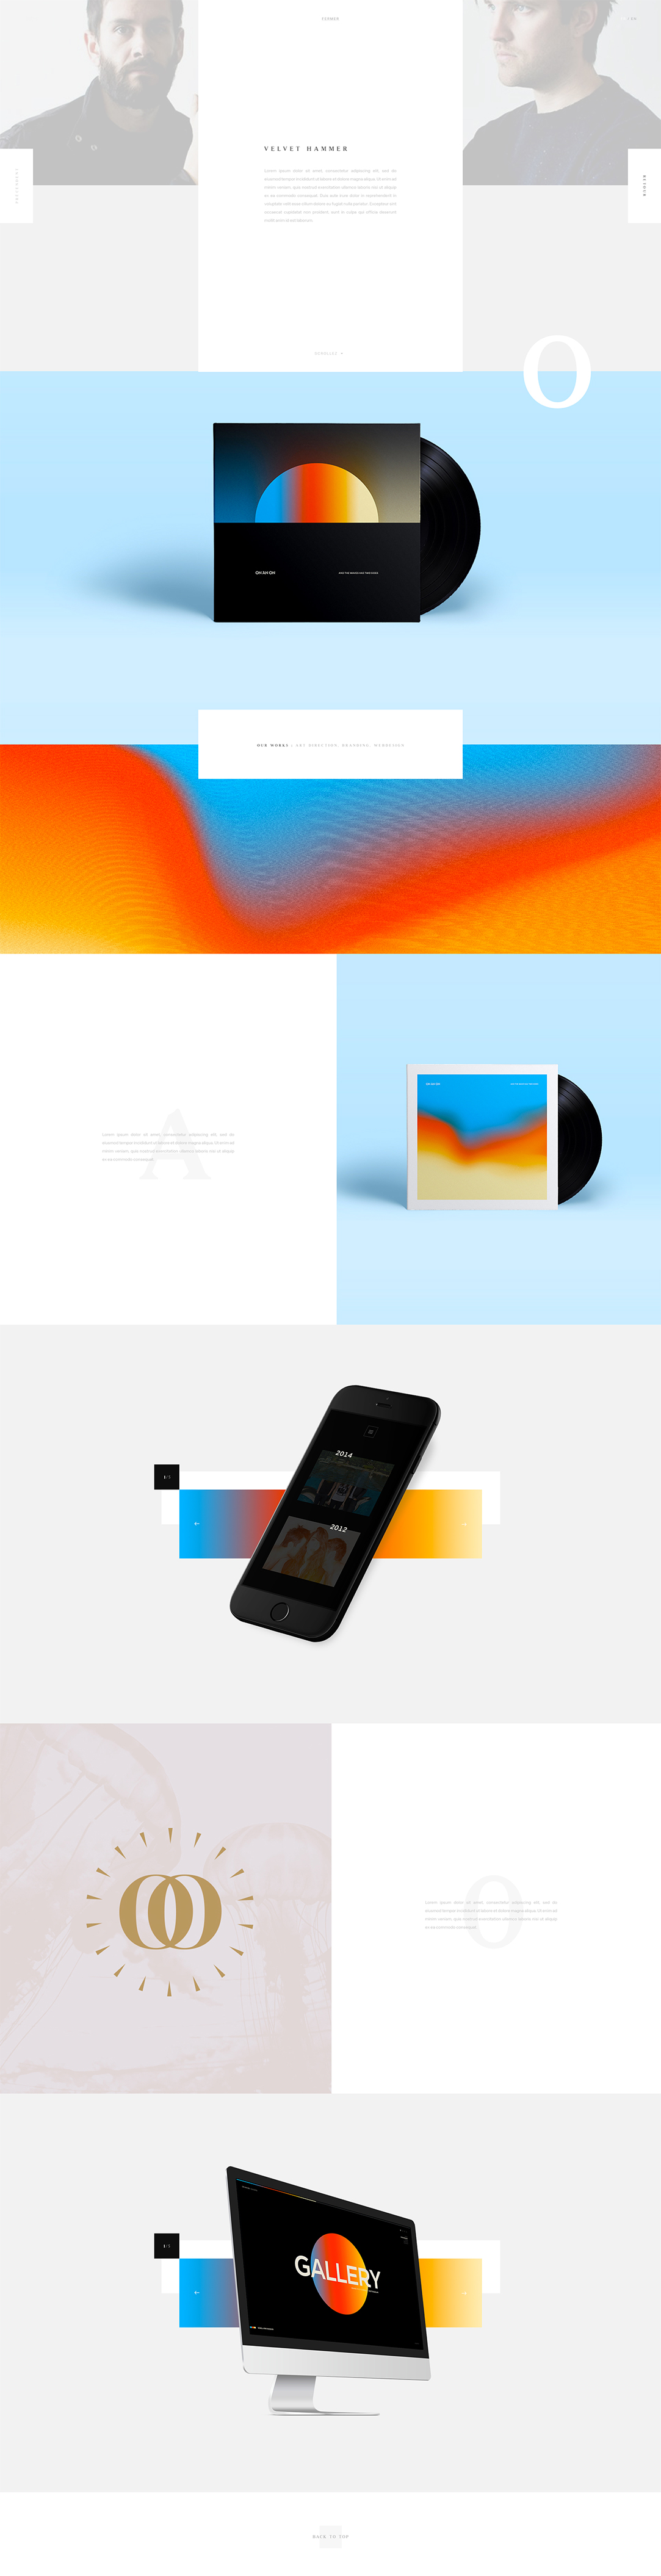 FERMER
VELVET HAMMER
Lorem ipsum dolor sit amet, consectetur adipiscing elit, sed do
eiusmod tempor incididunt ut labore et dolore magna aliqua. Ut enim ad
minim veniam, quis nostrud exercitation ullamco laboris nisi ut aliquip
ex ea commodo consequat. Duis aute irure dolor in reprehenderit in
voluptate velit esse cillum dolore eu fugiat nulla pariatur. Excepteur sint
occaecat cupidatat non proident, sunt in culpa qui officia deserunt
mollit anim id est laborum.
RETOUR
O
OH AH OH
OUR WORKS : ART DIRECTION, BRANDING, WEBDESIGN
OH AH OH
A
Lorem ipsum dolor sit amet, consectetur adipiscing elit, sed do
eiusmod tempor incididunt ut labore et dolore magna aliqua. Ut enim ad
minim veniam, quis nostrud exercitation ullamco laboris nisi ut aliquip
ex ea commodo consequat.
2014
2012
O
Lorem ipsum dolor sit amet, consectetur adipiscing elit, sed do
eiusmod tempor incididunt ut labore et dolore magna aliqua. Ut enim ad
minim veniam, quis nostrud exercitation ullamco laboris nisi ut aliquip
ex ea commodo consequat.
GALLERY
BACK TO TOP